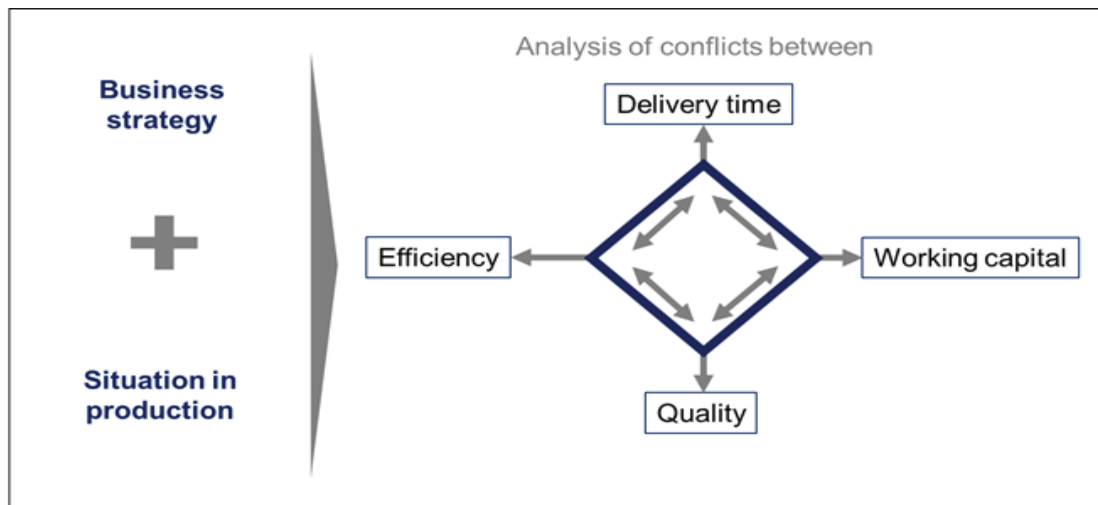 Analysis of conflicts between
Business
strategy
Delivery time
Efficiency
Working capital
Situation in
production
Quality